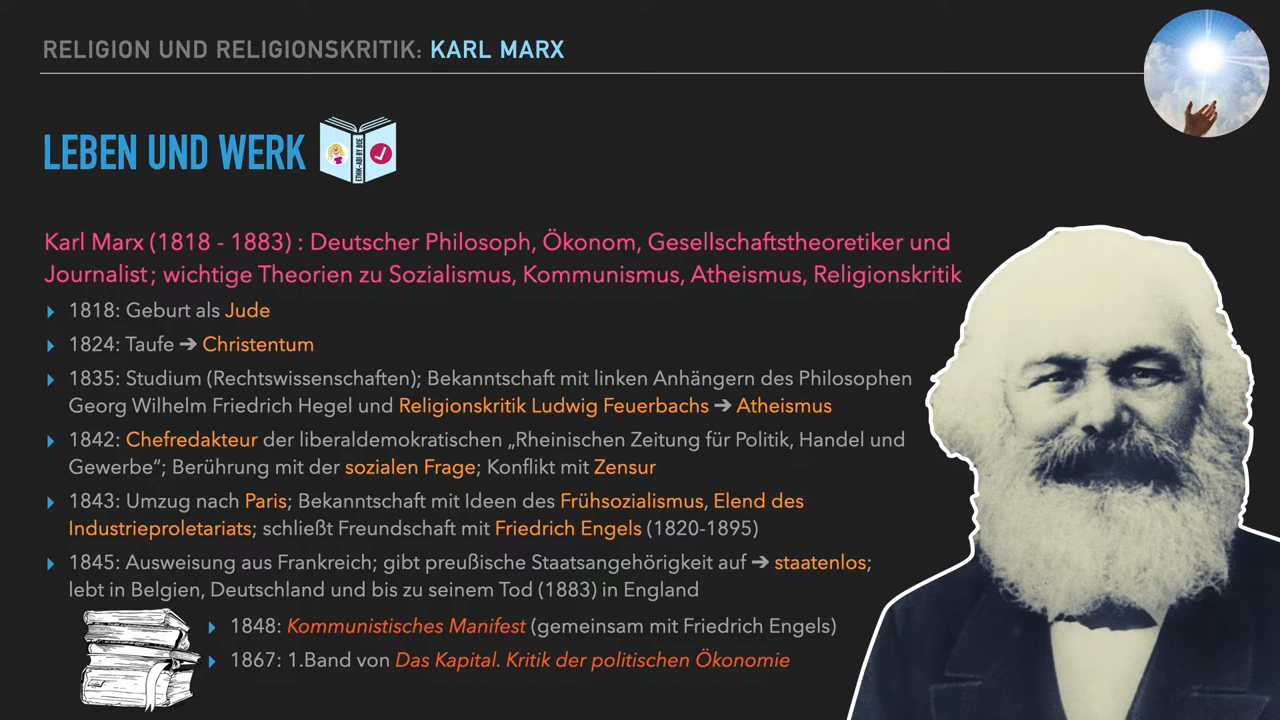 RELIGION UND RELIGIONSKRITIK: KARL MARX
LEBEN UND WERK
ETHIK-ABI BY BOE
Karl Marx (1818 - 1883) : Deutscher Philosoph, Ökonom, Gesellschaftstheoretiker und
Journalist; wichtige Theorien zu Sozialismus, Kommunismus, Atheismus, Religionskritik
1818: Geburt als Jude
1824: Taufe ➔ Christentum
1835: Studium (Rechtswissenschaften); Bekanntschaft mit linken Anhängern des Philosophen
Georg Wilhelm Friedrich Hegel und Religionskritik Ludwig Feuerbachs ➔ Atheismus
1842: Chefredakteur der liberaldemokratischen „Rheinischen Zeitung für Politik, Handel und
Gewerbe“; Berührung mit der sozialen Frage; Konflikt mit Zensur
1843: Umzug nach Paris; Bekanntschaft mit Ideen des Frühsozialismus, Elend des
Industrieproletariats; schließt Freundschaft mit Friedrich Engels (1820-1895)
1845: Ausweisung aus Frankreich; gibt preußische Staatsangehörigkeit auf ➔ staatenlos;
lebt in Belgien, Deutschland und bis zu seinem Tod (1883) in England
1848: Kommunistisches Manifest (gemeinsam mit Friedrich Engels)
1867: 1.Band von Das Kapital. Kritik der politischen Ökonomie